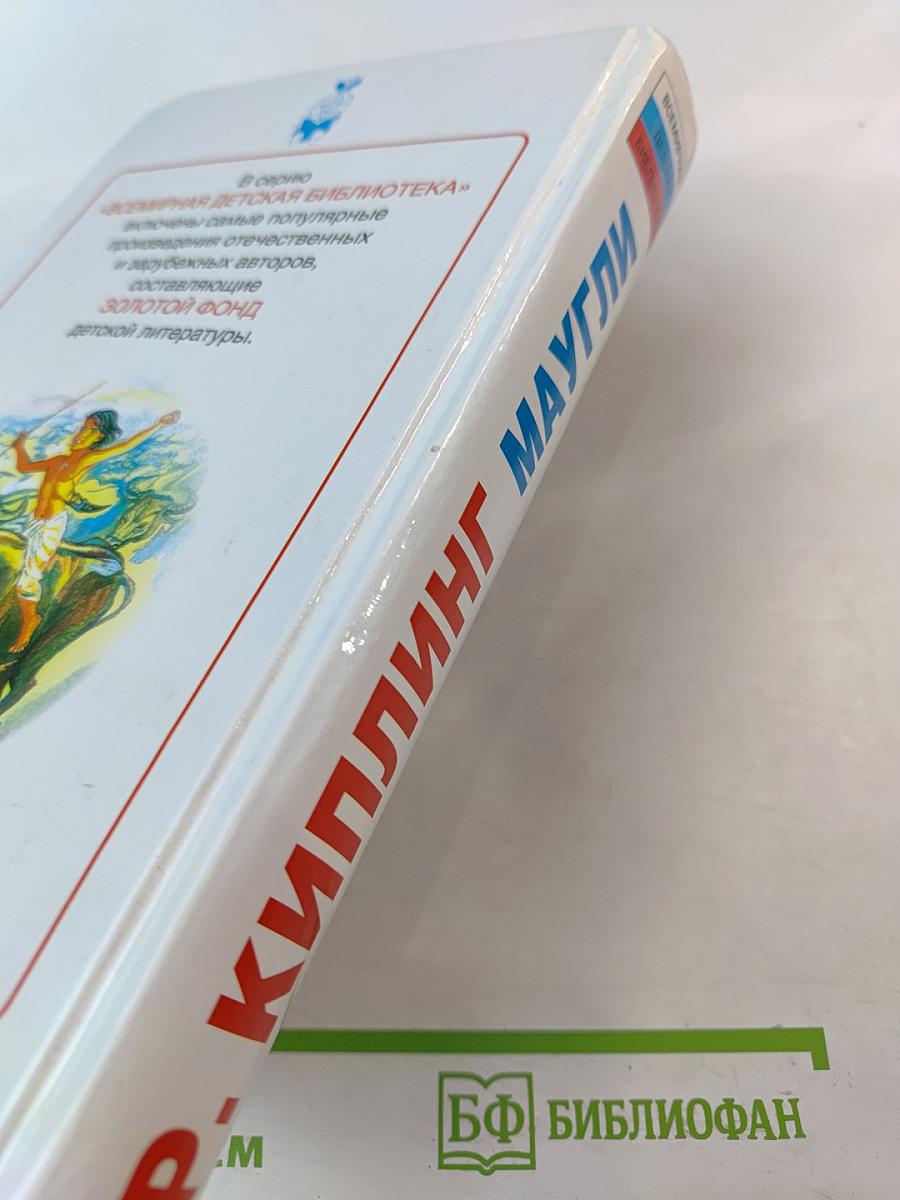 В серию
«ВСЕМИРНАЯ ДЕТСКАЯ БИБЛИОТЕКА»
включены самые популярные
произведения отечественных
и зарубежных авторов,
составляющие
ЗОЛОТОЙ ФОНД
детской литературы.
Р. КИПЛИНГ МАУГЛИ
БФ БИБЛИОФАН